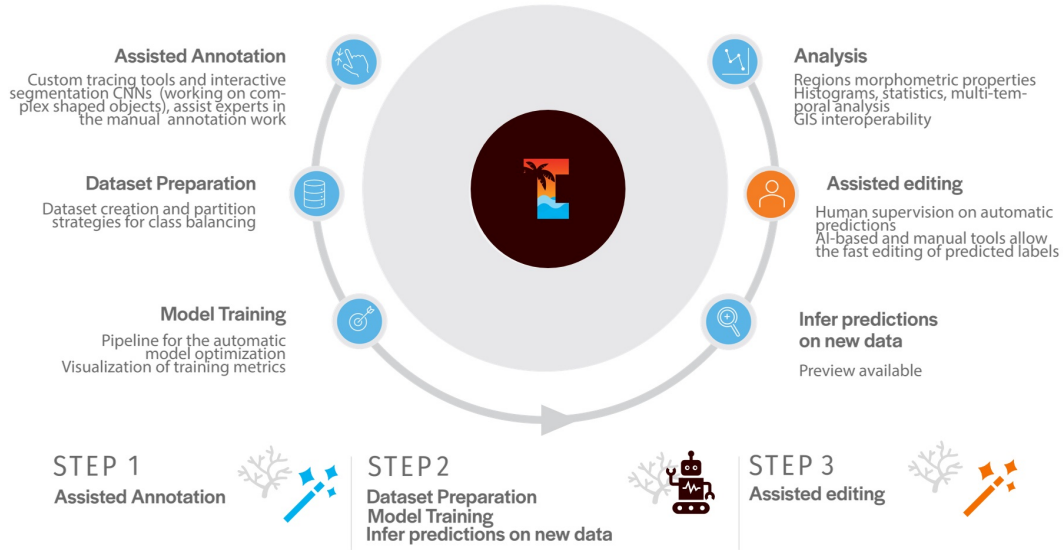 Assisted Annotation
Custom tracing tools and interactive
segmentation CNNs (working on com-
plex shaped objects), assist experts in
the manual annotation work
Dataset Preparation
Dataset creation and partition
strategies for class balancing
Model Training
Pipeline for the automatic
model optimization
Visualization of training metrics
Analysis
Regions morphometric properties
Histograms, statistics, multi-tem-
poral analysis
GIS interoperability
Assisted editing
Human supervision on automatic
predictions
AI-based and manual tools allow
the fast editing of predicted labels
Infer predictions
on new data
Preview available
STEP 1
Assisted Annotation
STEP 2
Dataset Preparation
Model Training
Infer predictions on new data
STEP 3
Assisted editing